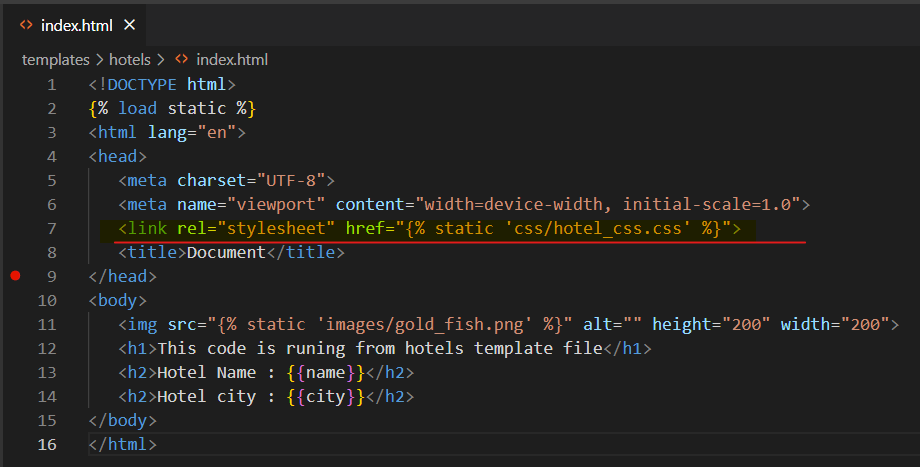 <> index.html ×
templates > hotels > <> index.html
1 <!DOCTYPE html>
2 {% load static %}
3 <html lang="en">
4 <head>
5 <meta charset="UTF-8">
6 <meta name="viewport" content="width=device-width, initial-scale=1.0">
7 <link rel="stylesheet" href="{% static 'css/hotel_css.css' %}">
8 <title>Document</title>
9 </head>
10 <body>
11 <img src="{% static 'images/gold_fish.png' %}" alt="" height="200" width="200">
12 <h1>This code is runing from hotels template file</h1>
13 <h2>Hotel Name : {{name}}</h2>
14 <h2>Hotel city : {{city}}</h2>
15 </body>
16 </html>